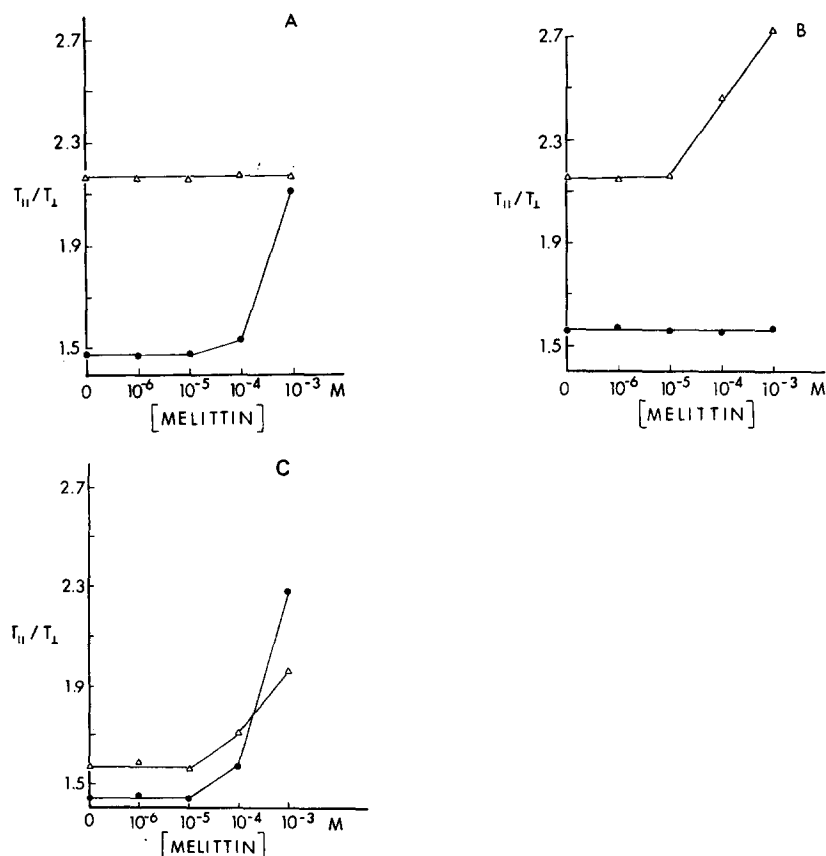 A
2.7
2.3
T||/T⊥
1.9
1.5
0 10⁻⁶ 10⁻⁵ 10⁻⁴ 10⁻³ M
[MELITTIN]
B
2.7
2.3
T||/T⊥
1.9
1.5
0 10⁻⁶ 10⁻⁵ 10⁻⁴ 10⁻³ M
[MELITTIN]
C
2.7
2.3
T||/T⊥
1.9
1.5
0 10⁻⁶ 10⁻⁵ 10⁻⁴ 10⁻³ M
[MELITTIN]